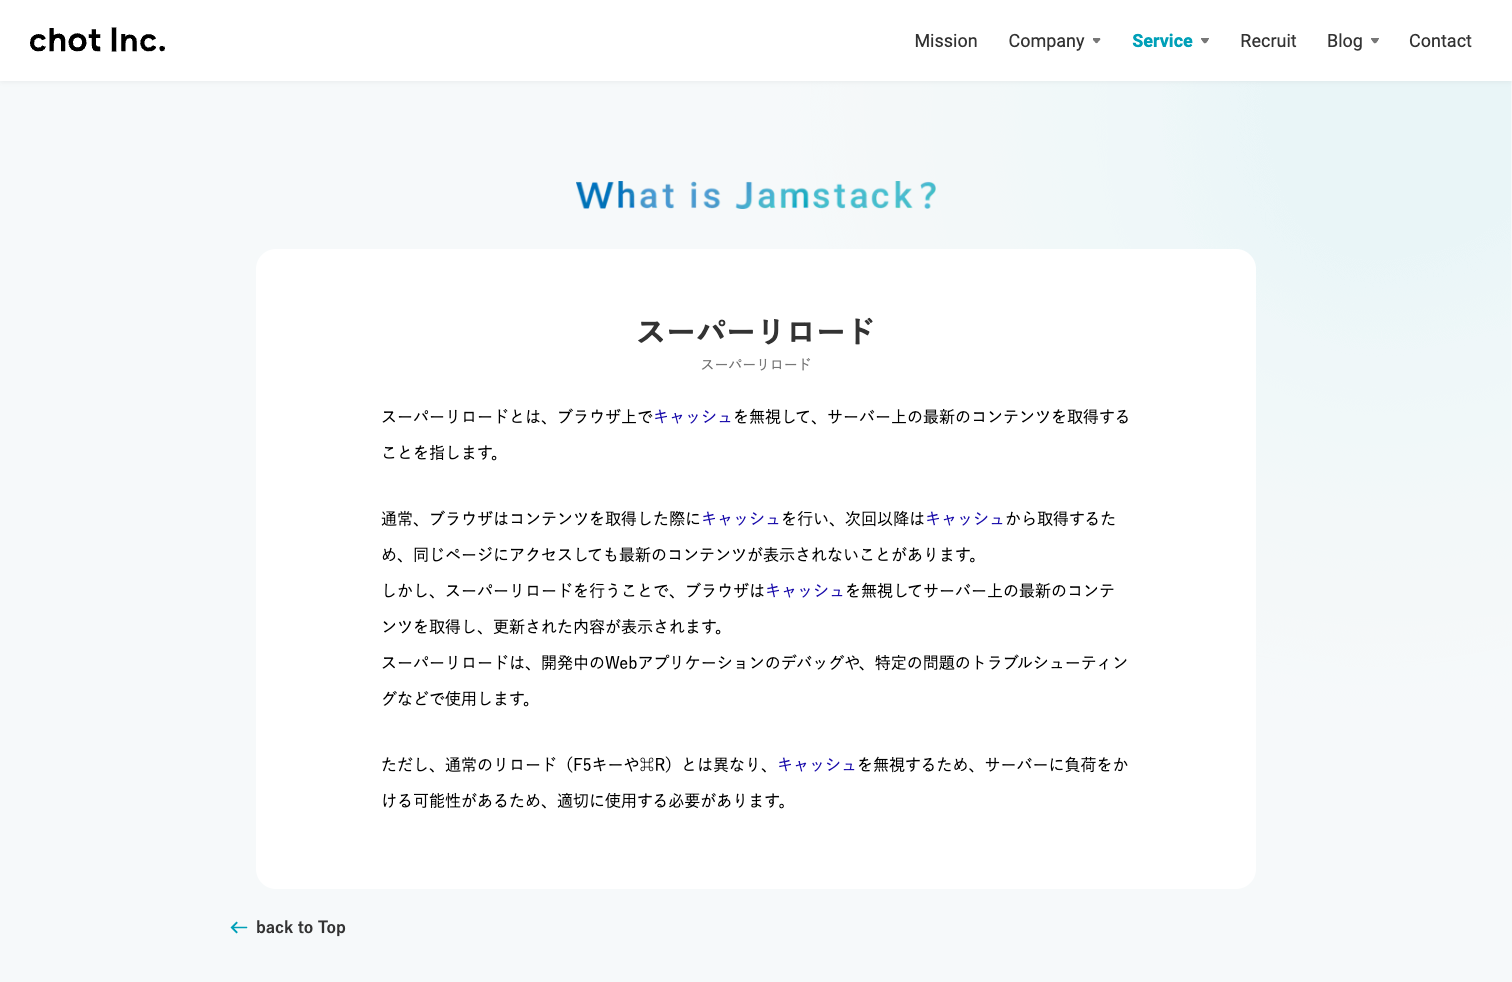 chot Inc.
Mission Company Service Recruit Blog Contact
What is Jamstack?
スーパーリロード
スーパーリロード
スーパーリロードとは、ブラウザ上でキャッシュを無視して、サーバー上の最新のコンテンツを取得する
ことを指します。
通常、ブラウザはコンテンツを取得した際にキャッシュを行い、次回以降はキャッシュから取得するた
め、同じページにアクセスしても最新のコンテンツが表示されないことがあります。
しかし、スーパーリロードを行うことで、ブラウザはキャッシュを無視してサーバー上の最新のコンテ
ンツを取得し、更新された内容が表示されます。
スーパーリロードは、開発中のWebアプリケーションのデバッグや、特定の問題のトラブルシューティン
グなどで使用します。
ただし、通常のリロード（F5キーや⌘R）とは異なり、キャッシュを無視するため、サーバーに負荷をか
ける可能性があるため、適切に使用する必要があります。
back to Top